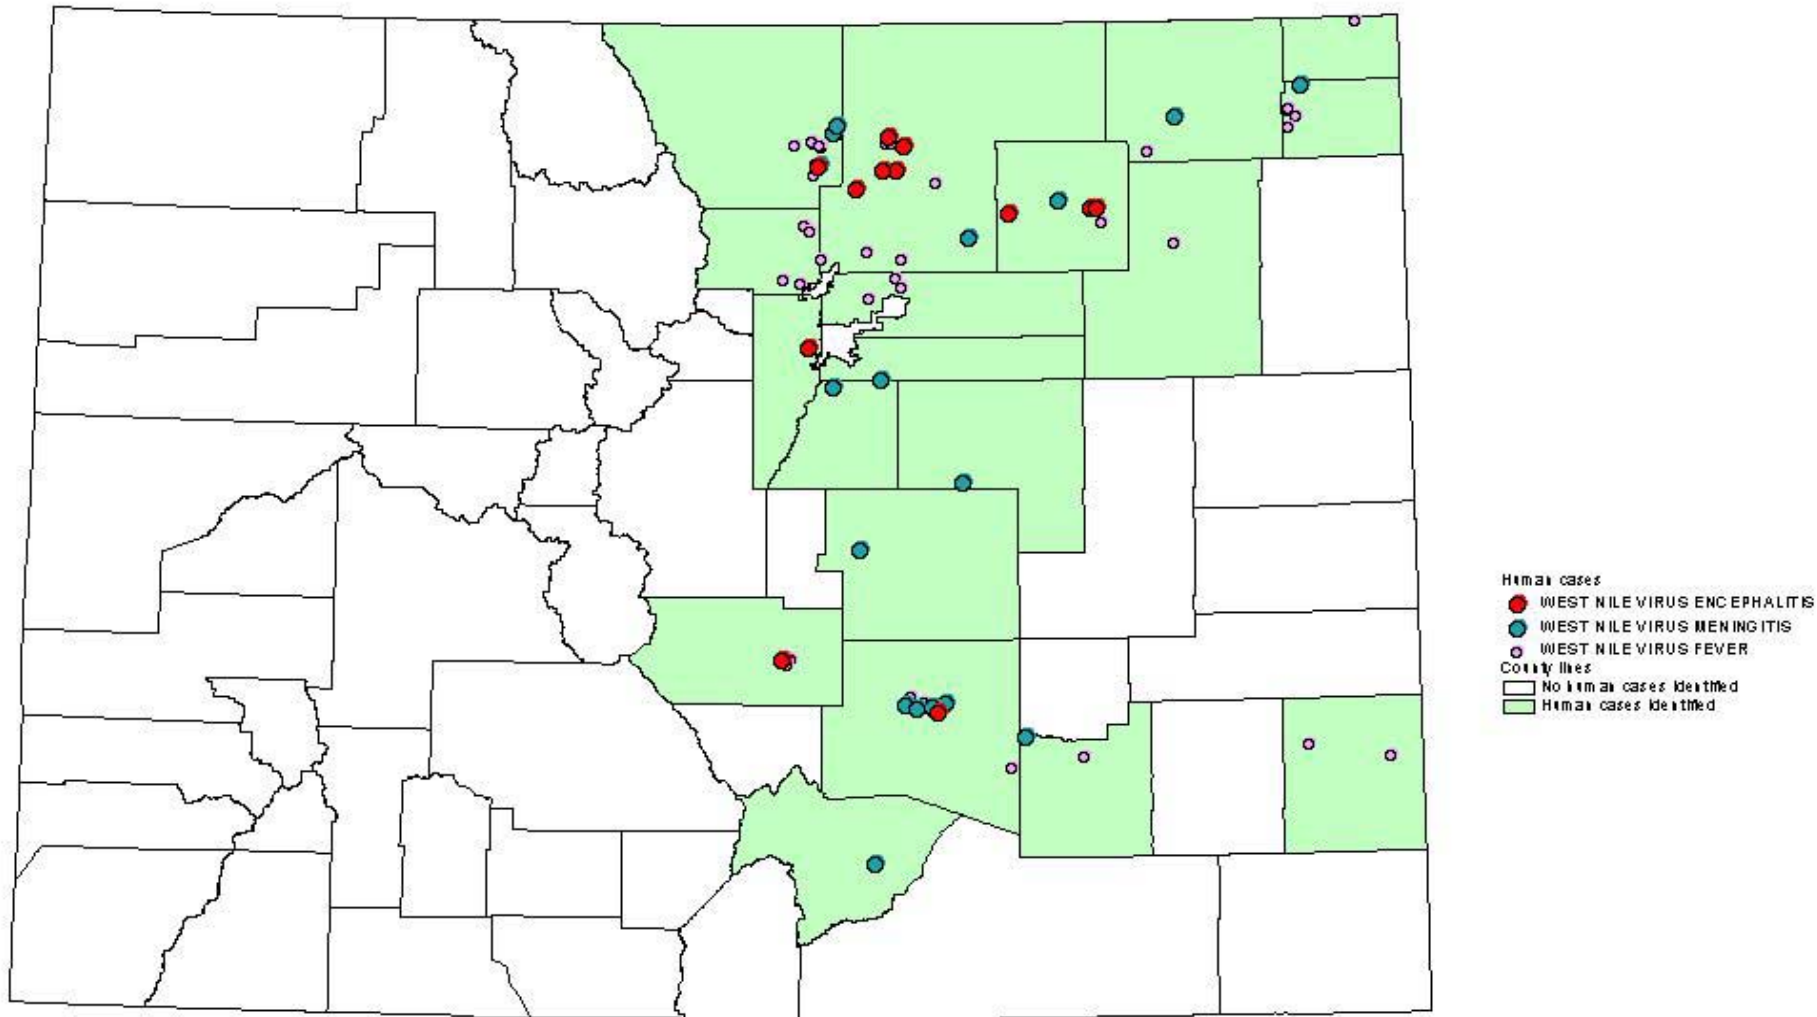 Human cases
WEST NILE VIRUS ENCEPHALITIS
WEST NILE VIRUS MENINGITIS
WEST NILE VIRUS FEVER
County lines
No human cases identified
Human cases identified